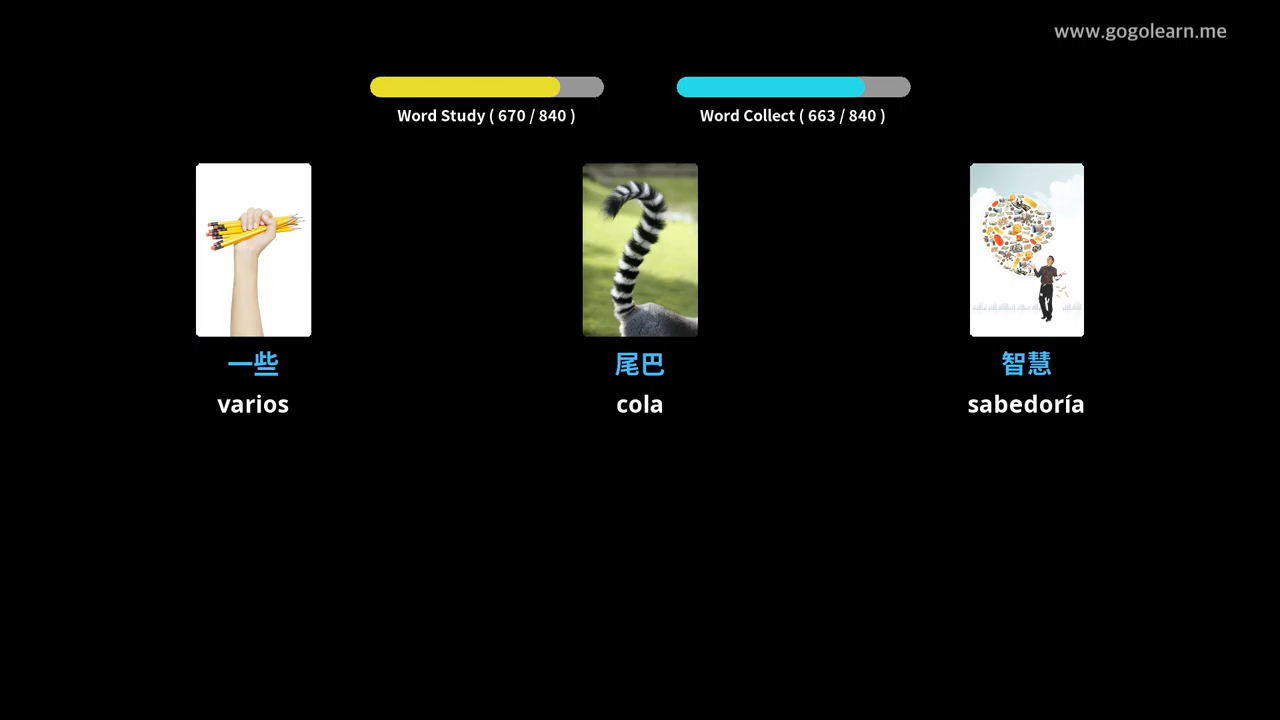 www.gogolearn.me
Word Study ( 670 / 840 )
Word Collect ( 663 / 840 )
一些
varios
尾巴
cola
智慧
sabedoría